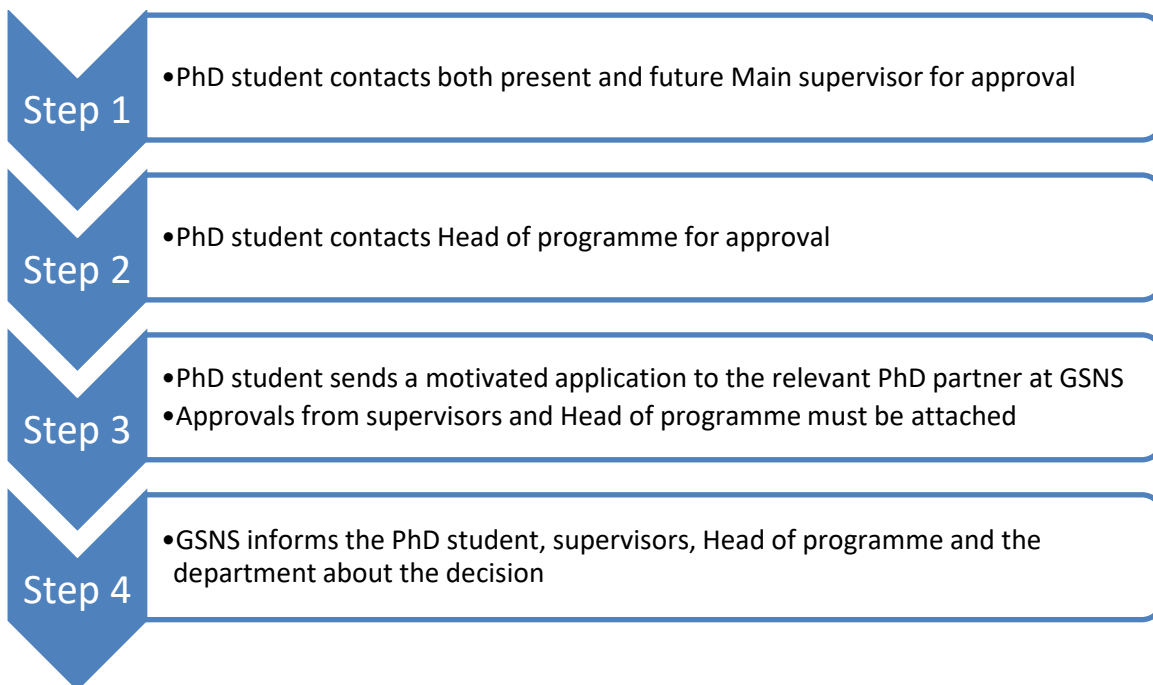 Step 1
•PhD student contacts both present and future Main supervisor for approval
Step 2
•PhD student contacts Head of programme for approval
Step 3
•PhD student sends a motivated application to the relevant PhD partner at GSNS
•Approvals from supervisors and Head of programme must be attached
Step 4
•GSNS informs the PhD student, supervisors, Head of programme and the
department about the decision